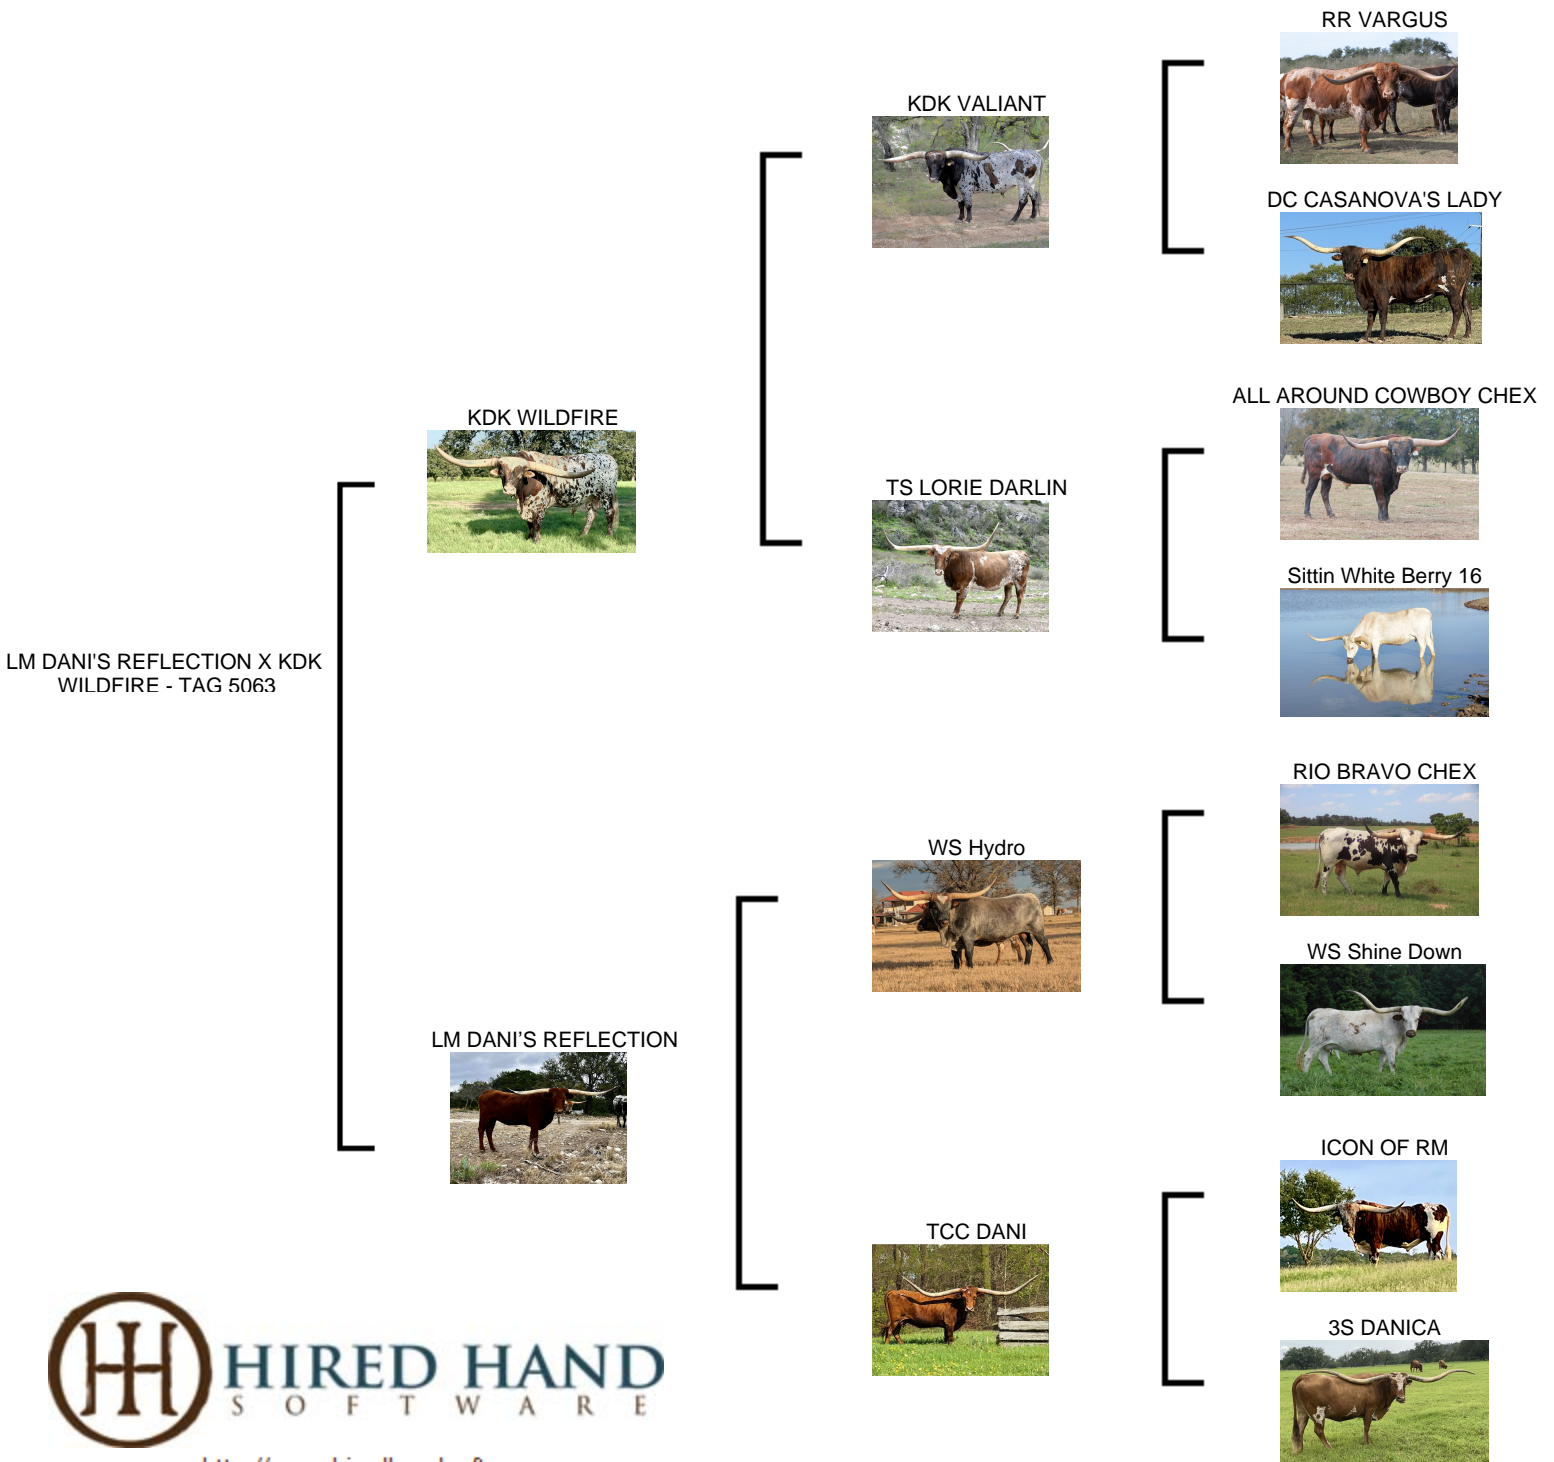 RR VARGUS
KDK VALIANT
DC CASANOVA'S LADY
ALL AROUND COWBOY CHEX
KDK WILDFIRE
TS LORIE DARLIN
Sittin White Berry 16
LM DANI'S REFLECTION X KDK
WILDFIRE - TAG 5063
RIO BRAVO CHEX
WS Hydro
WS Shine Down
LM DANI'S REFLECTION
ICON OF RM
TCC DANI
3S DANICA
HIRED HAND
SOFTWARE